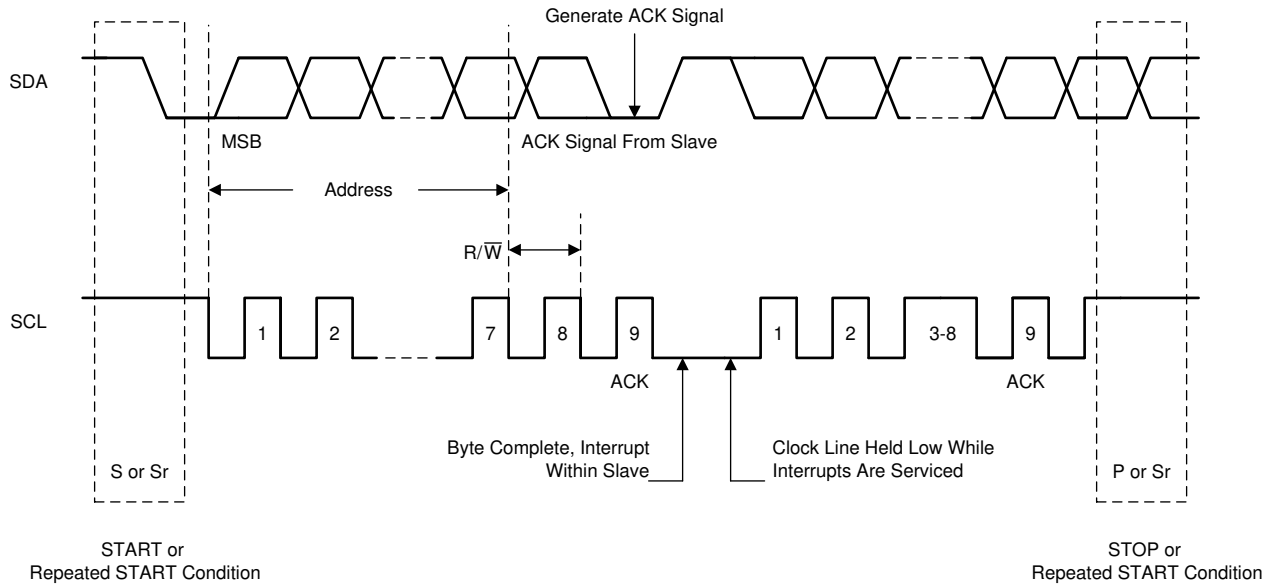 Generate ACK Signal
SDA
MSB
ACK Signal From Slave
Address
R/W̅
SCL
1
2
7
8
9
1
2
3-8
9
ACK
ACK
Byte Complete, Interrupt
Within Slave
Clock Line Held Low While
Interrupts Are Serviced
S or Sr
P or Sr
START or
Repeated START Condition
STOP or
Repeated START Condition